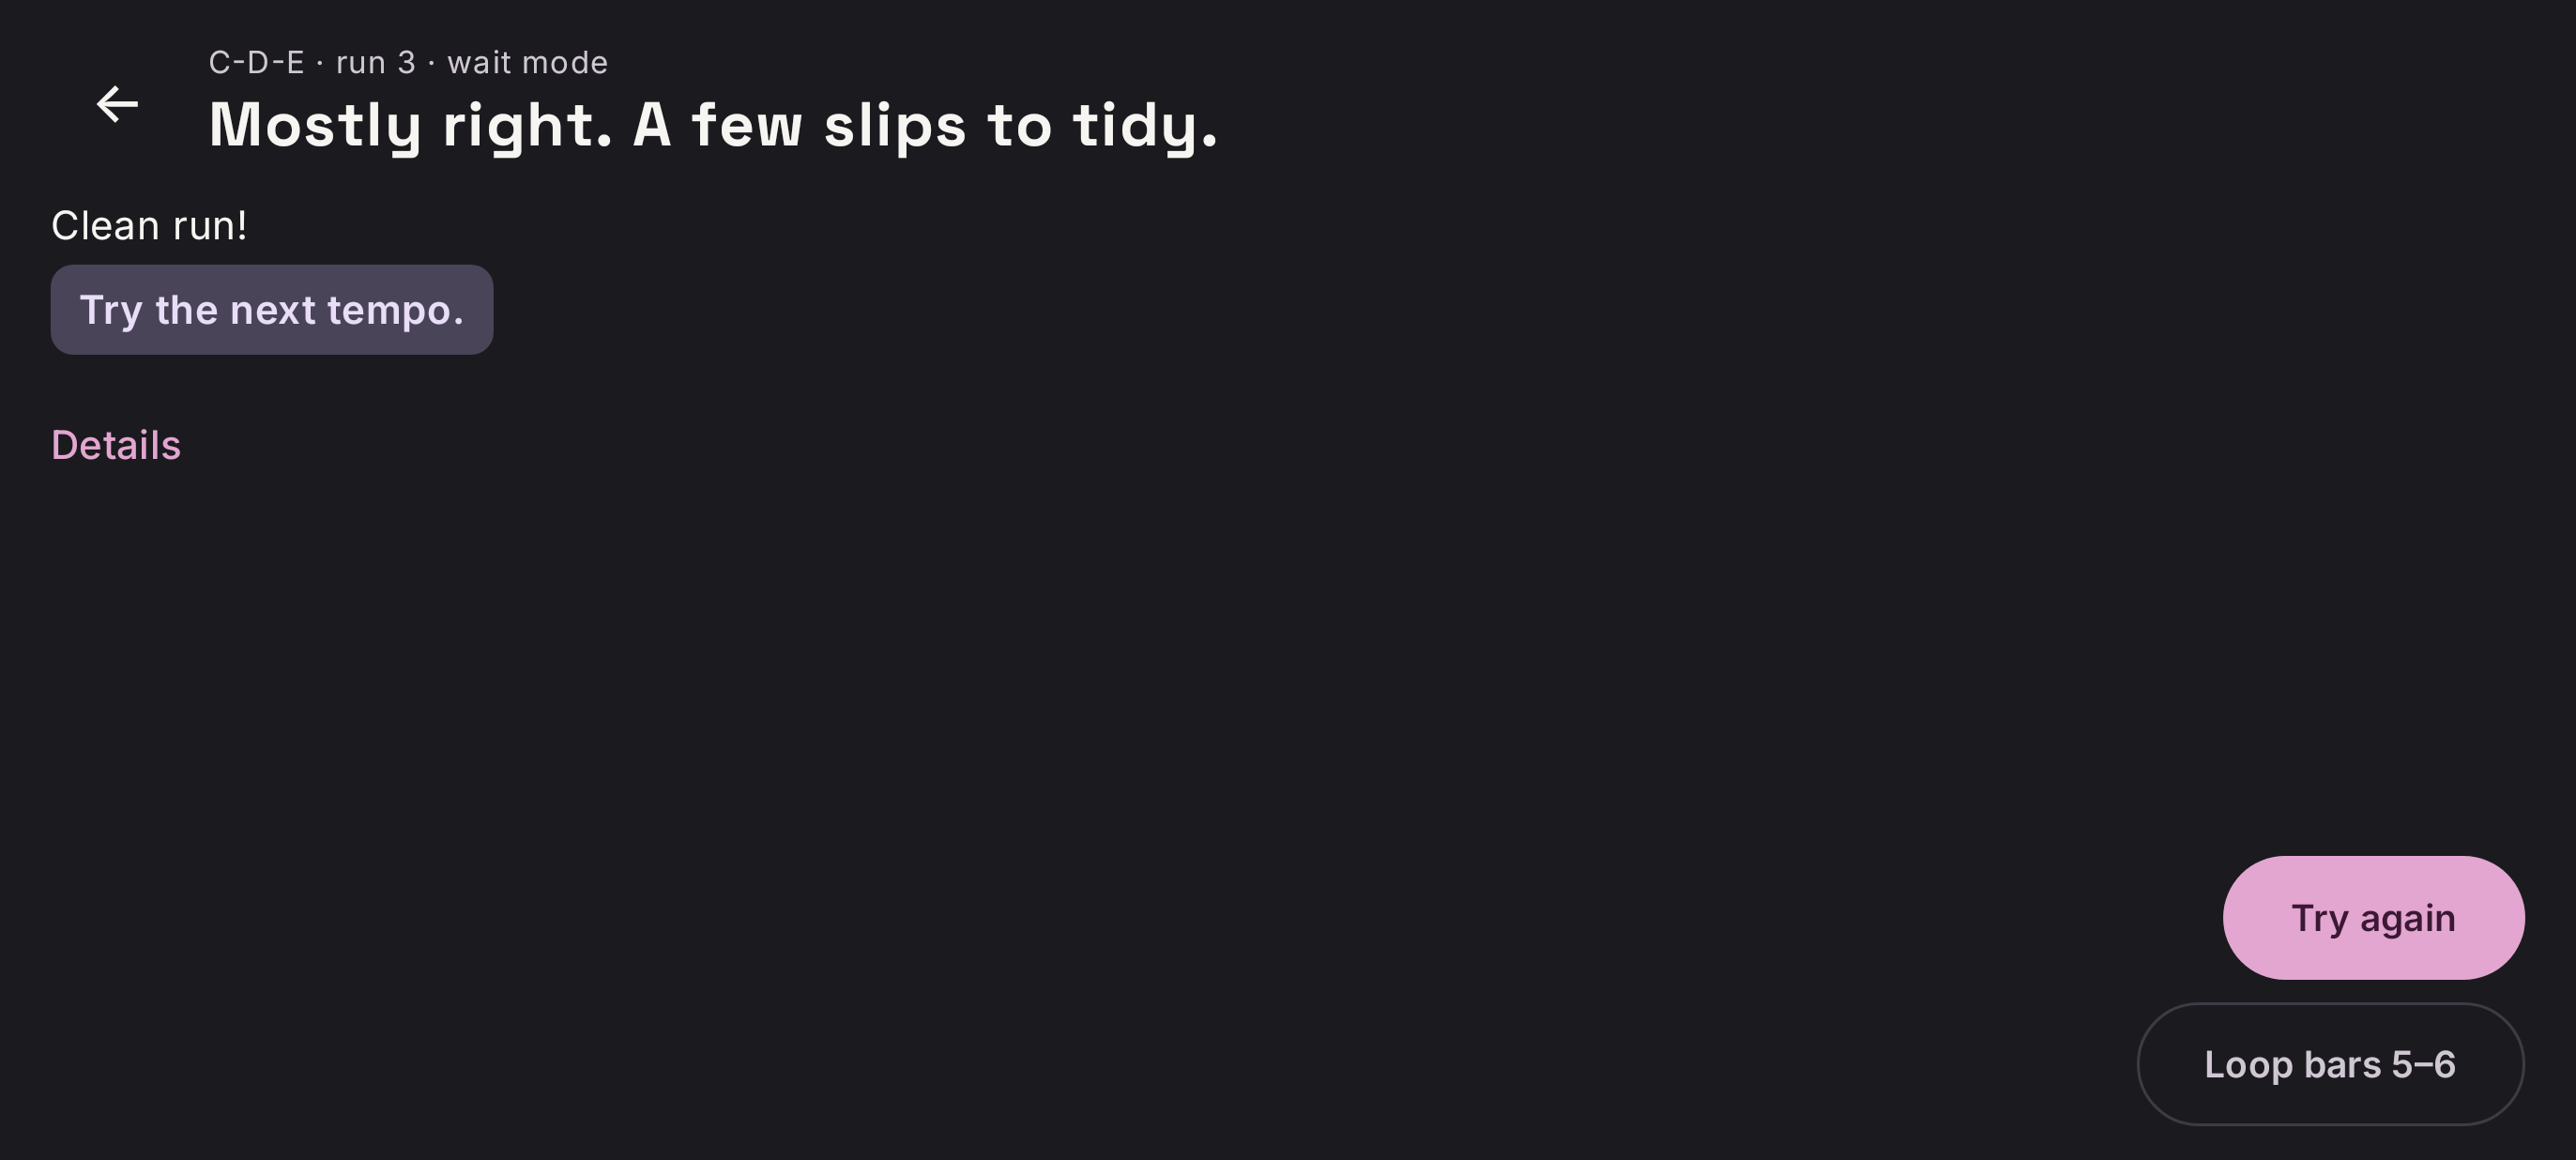 C-D-E · run 3 · wait mode
Mostly right. A few slips to tidy.
Clean run!
Try the next tempo.
Details
Try again
Loop bars 5–6